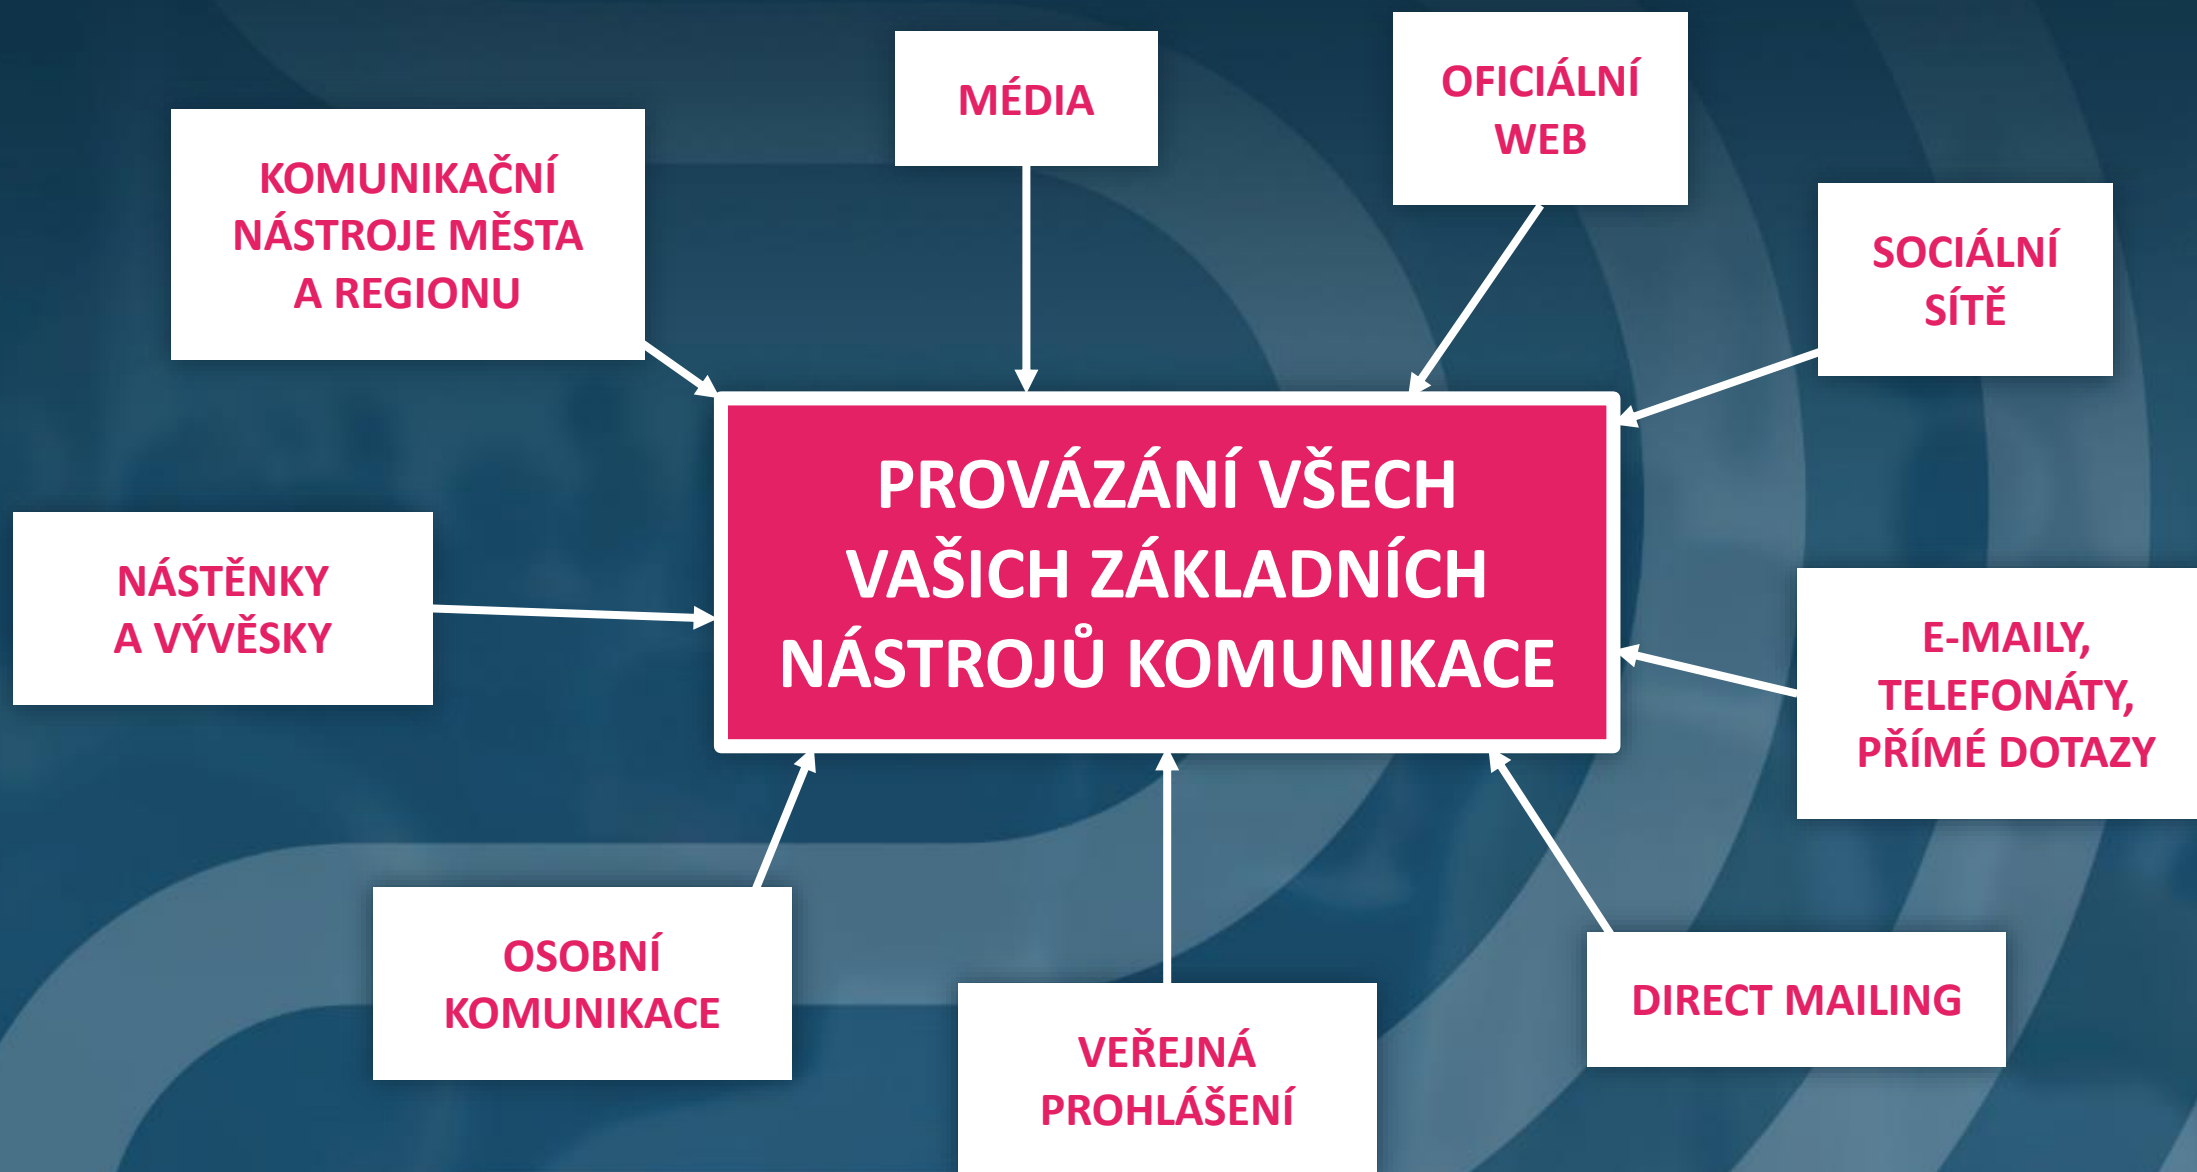 MÉDIA
OFICIÁLNÍ
WEB
KOMUNIKAČNÍ
NÁSTROJE MĚSTA
A REGIONU
SOCIÁLNÍ
SÍTĚ
PROVÁZÁNÍ VŠECH
VAŠICH ZÁKLADNÍCH
NÁSTROJŮ KOMUNIKACE
NÁSTĚNKY
A VÝVĚSKY
E-MAILY,
TELEFONÁTY,
PŘÍMÉ DOTAZY
OSOBNÍ
KOMUNIKACE
VEŘEJNÁ
PROHLÁŠENÍ
DIRECT MAILING